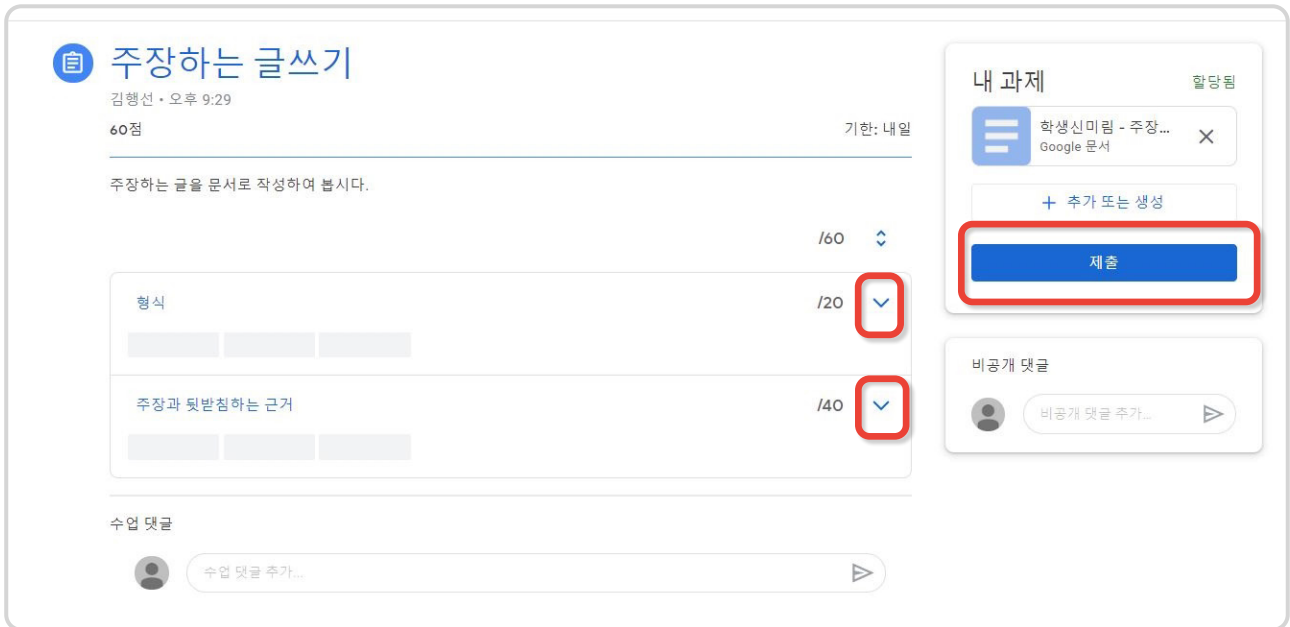 주장하는 글쓰기
김행선 • 오후 9:29
60점
기한: 내일
주장하는 글을 문서로 작성하여 봅시다.
/60
형식
/20
주장과 뒷받침하는 근거
/40
수업 댓글
수업 댓글 추가...
내 과제
할당됨
학생신미림 - 주장...
Google 문서
+ 추가 또는 생성
제출
비공개 댓글
비공개 댓글 추가...